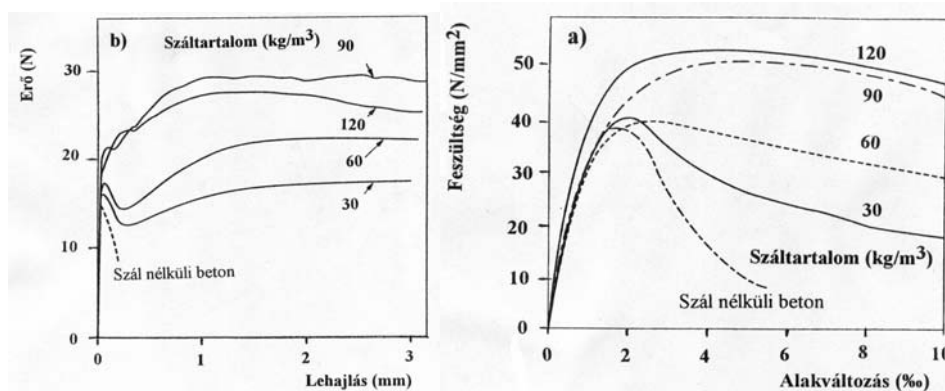 b)
Száltartalom (kg/m³)
90
Erő (N)
30
20
10
0
120
60
30
Szál nélküli beton
0
1
2
3
Lehajlás (mm)
a)
Feszültség (N/mm²)
50
40
30
20
10
0
120
90
60
30
Száltartalom (kg/m³)
Szál nélküli beton
0
2
4
6
8
10
Alakváltozás (‰)